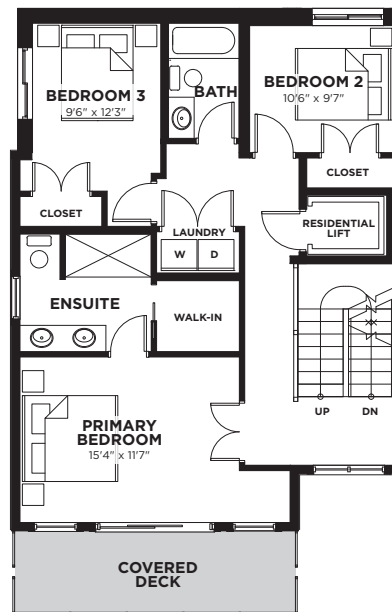 BEDROOM 3
9'6" x 12'3"
BATH
BEDROOM 2
10'6" x 9'7"
CLOSET
CLOSET
LAUNDRY
W D
RESIDENTIAL
LIFT
ENSUITE
WALK-IN
UP DN
PRIMARY
BEDROOM
15'4" x 11'7"
COVERED
DECK